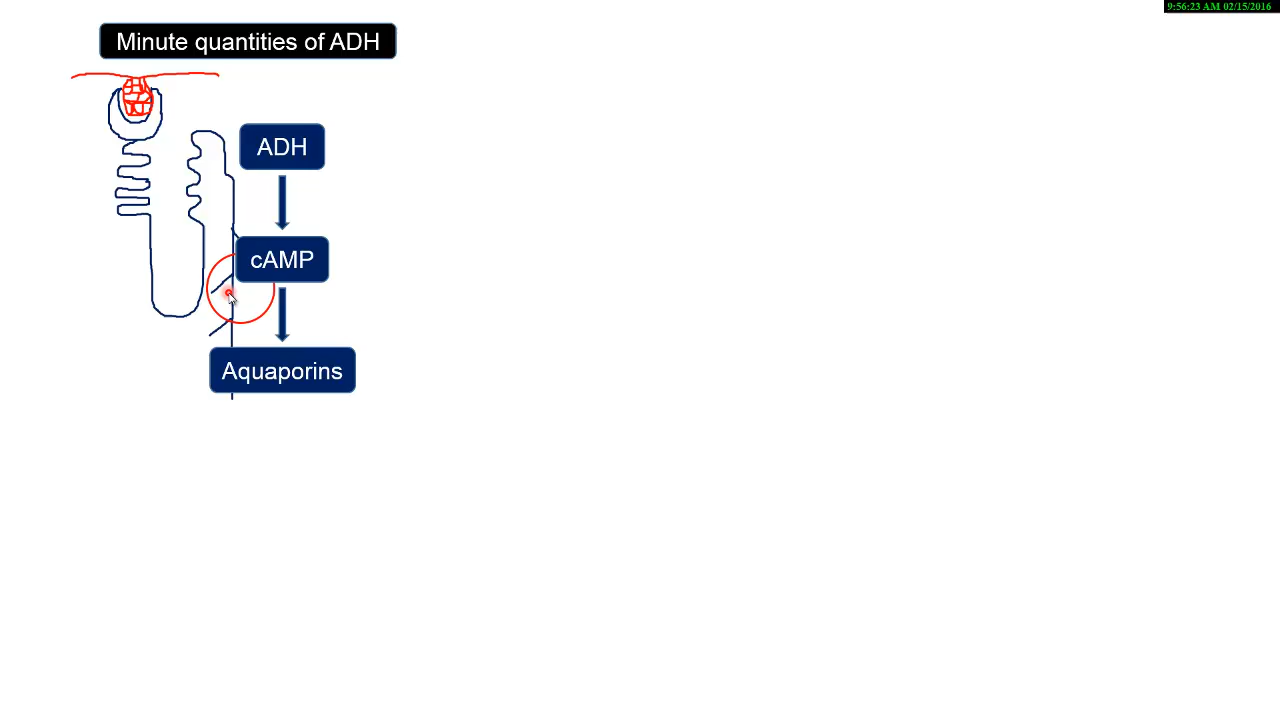 9:56:23 AM 02/15/2016
Minute quantities of ADH
ADH
cAMP
Aquaporins